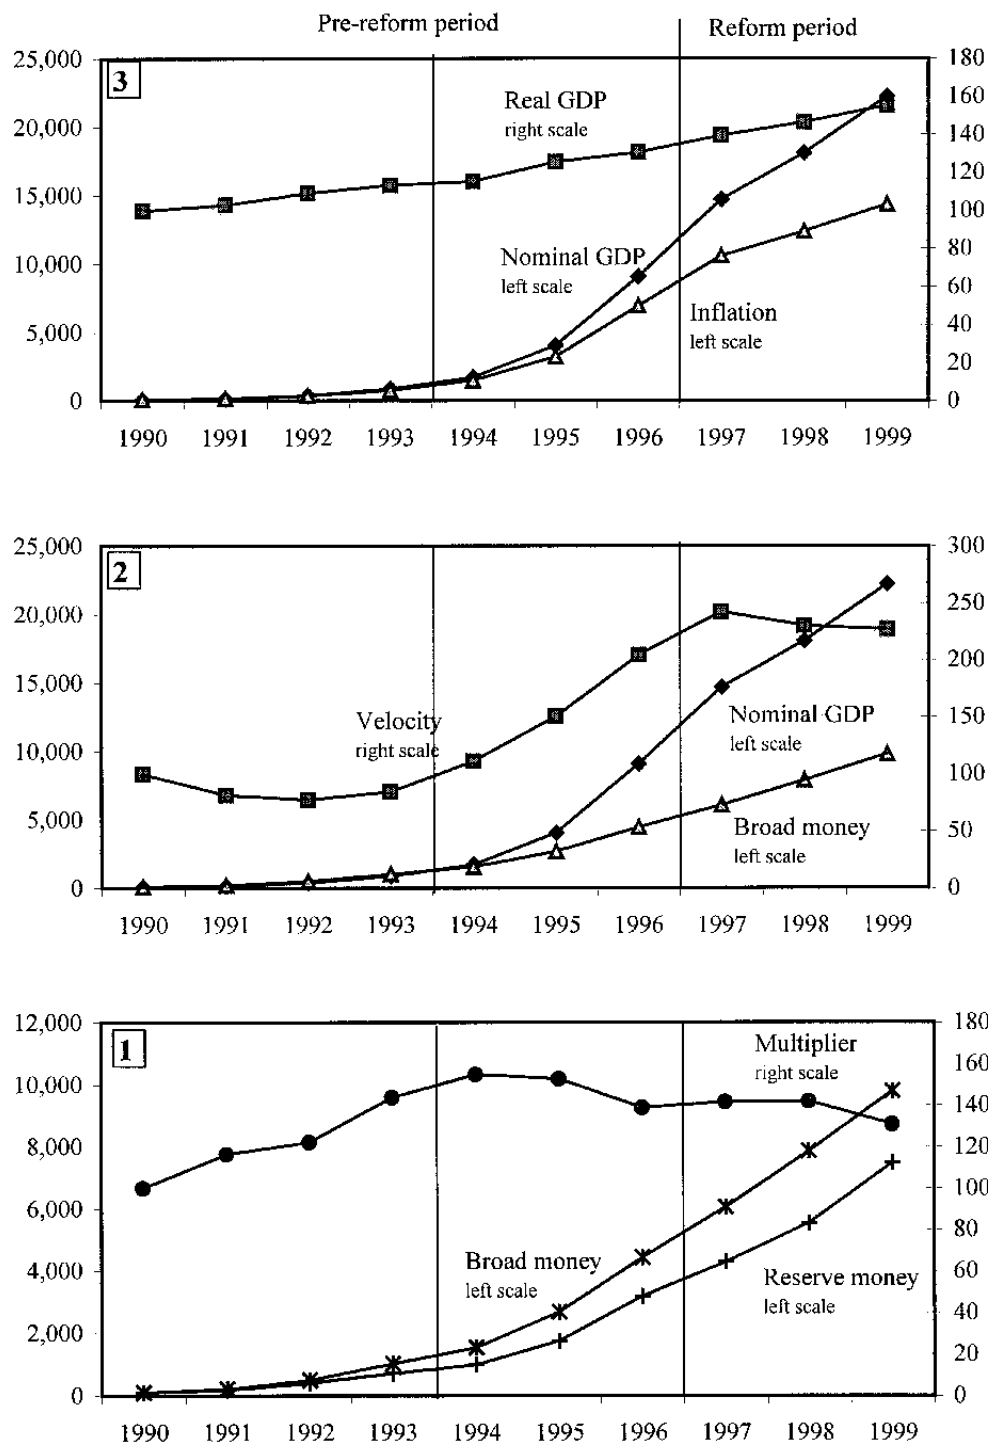 Pre-reform period Reform period
25,000 180
3
160
Real GDP
20,000 right scale 140
120
15,000
100
Nominal GDP
10,000 left scale 80
Inflation 60
5,000 left scale
40
20
0 0
1990 1991 1992 1993 1994 1995 1996 1997 1998 1999
25,000 300
2
20,000 250
200
15,000
Velocity Nominal GDP
right scale left scale 150
10,000
100
5,000 Broad money
left scale 50
0 0
1990 1991 1992 1993 1994 1995 1996 1997 1998 1999
12,000 180
1 Multiplier
right scale 160
10,000
140
8,000 120
6,000 100
80
4,000 Broad money Reserve money
left scale left scale 60
2,000 40
20
0 0
1990 1991 1992 1993 1994 1995 1996 1997 1998 1999